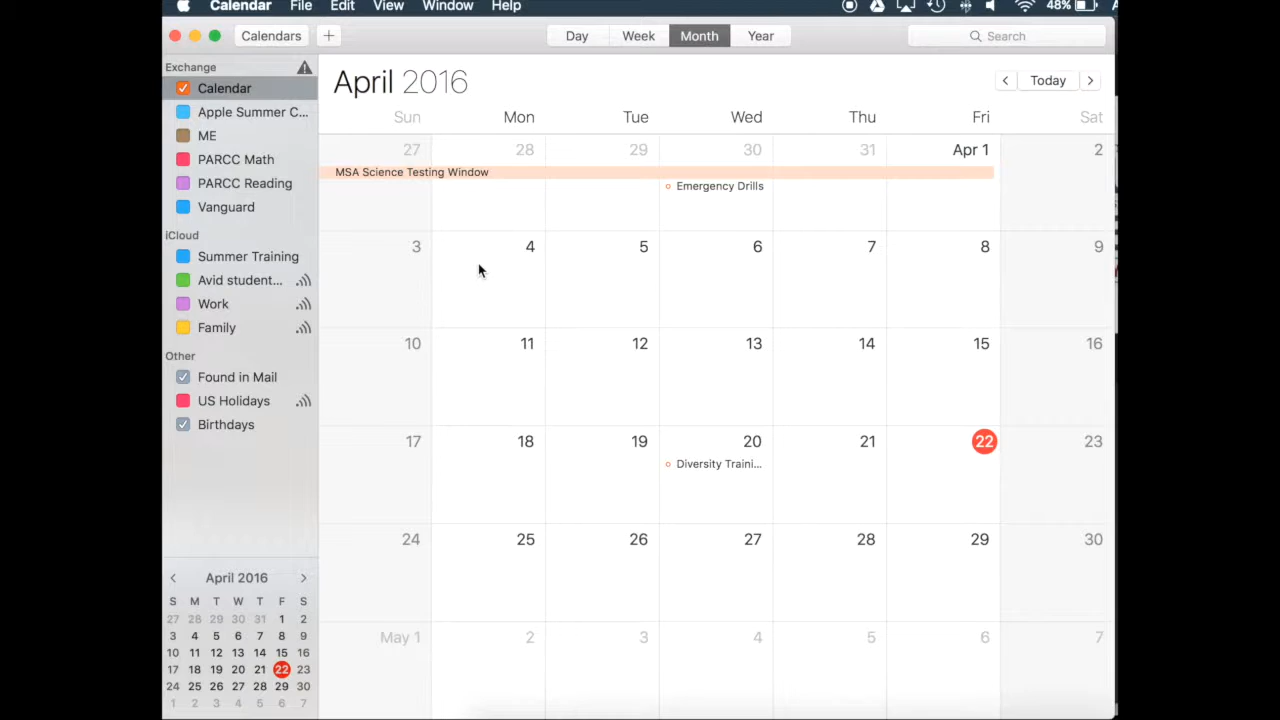 Calendar File Edit View Window Help 48%
Calendars + Day Week Month Year Search
Exchange
Calendar
Apple Summer C...
ME
PARCC Math
PARCC Reading
Vanguard
iCloud
Summer Training
Avid student...
Work
Family
Other
Found in Mail
US Holidays
Birthdays
April 2016
S M T W T F S
27 28 29 30 31 1 2
3 4 5 6 7 8 9
10 11 12 13 14 15 16
17 18 19 20 21 22 23
24 25 26 27 28 29 30
1 2 3 4 5 6 7
April 2016 Today
Sun Mon Tue Wed Thu Fri Sat
27 28 29 30 31 Apr 1 2
MSA Science Testing Window
Emergency Drills
3 4 5 6 7 8 9
10 11 12 13 14 15 16
17 18 19 20 21 22 23
Diversity Traini...
24 25 26 27 28 29 30
May 1 2 3 4 5 6 7